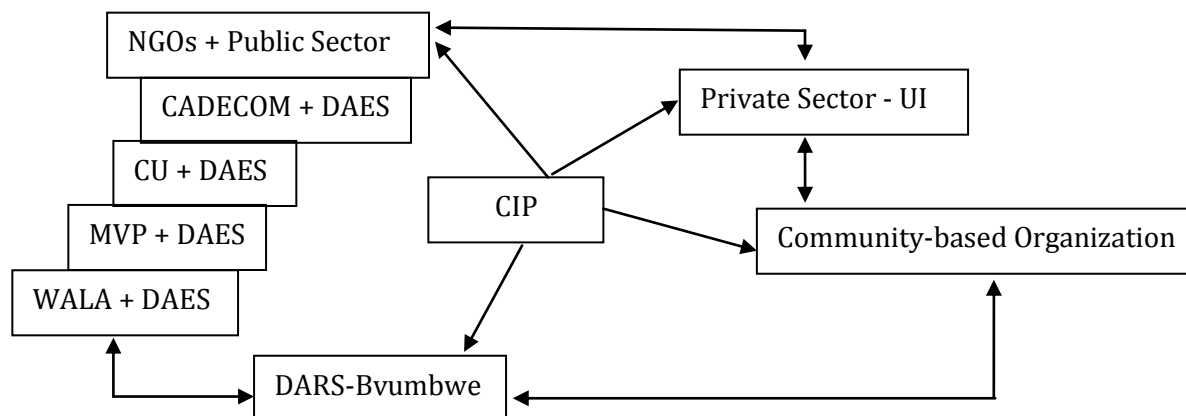 NGOs + Public Sector
CADECOM + DAES
Private Sector - UI
CU + DAES
CIP
MVP + DAES
Community-based Organization
WALA + DAES
DARS-Bvumbwe